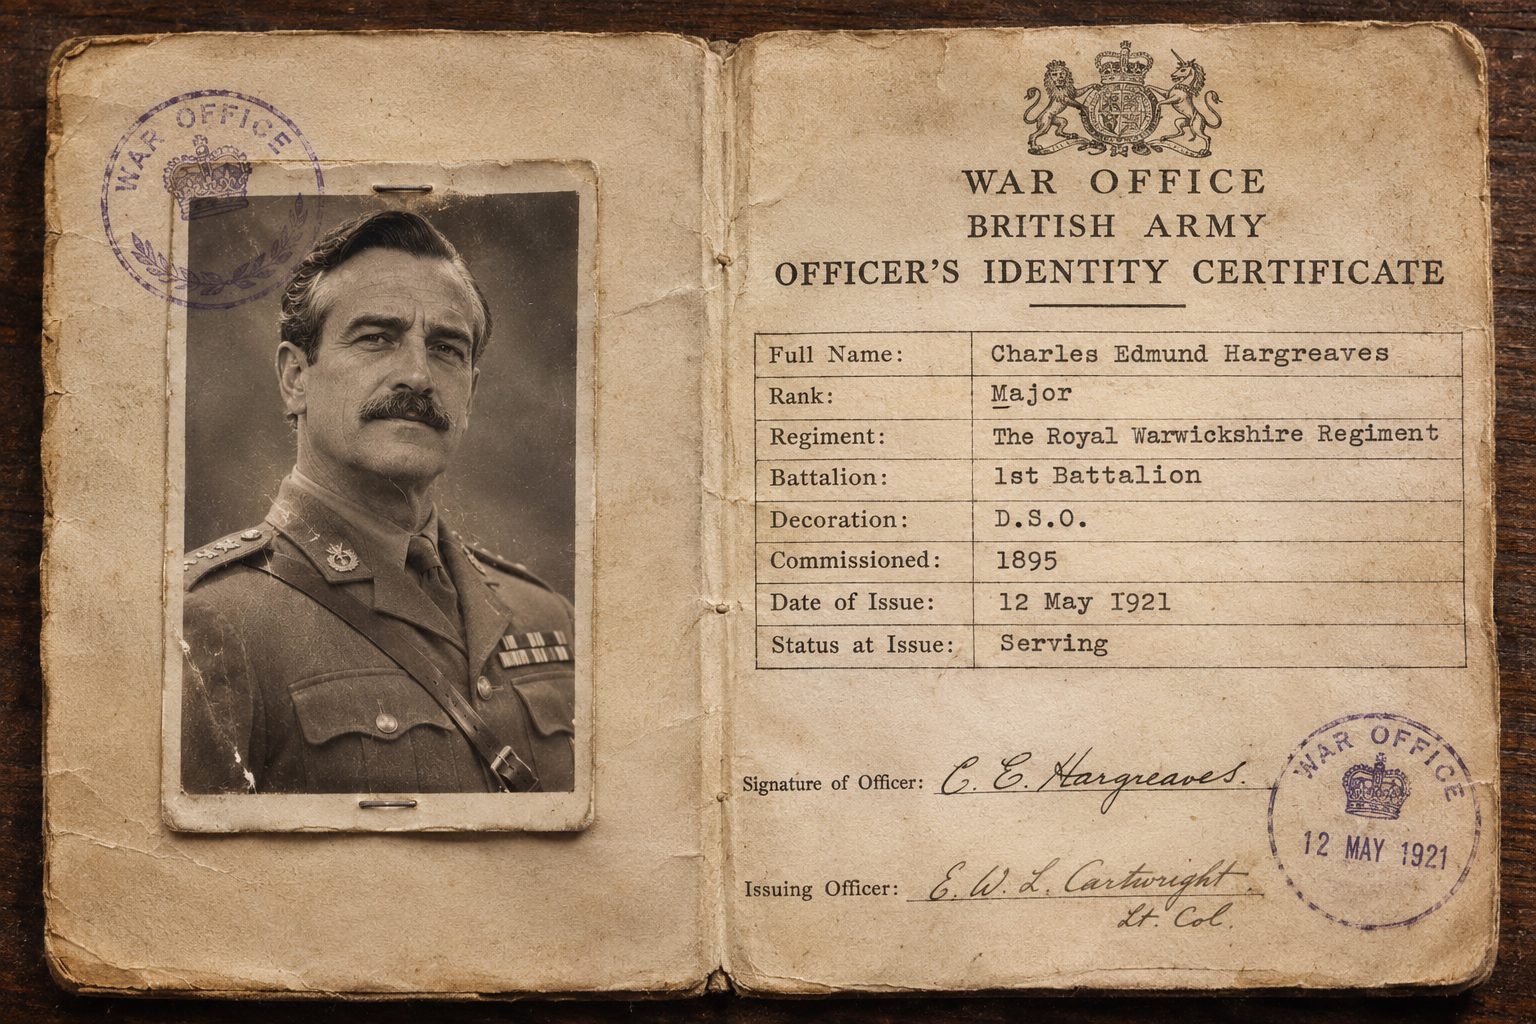 WAR OFFICE
WAR OFFICE
BRITISH ARMY
OFFICER'S IDENTITY CERTIFICATE
Full Name: Charles Edmund Hargreaves
Rank: Major
Regiment: The Royal Warwickshire Regiment
Battalion: 1st Battalion
Decoration: D.S.O.
Commissioned: 1895
Date of Issue: 12 May 1921
Status at Issue: Serving
Signature of Officer: C. E. Hargreaves.
WAR OFFICE
12 MAY 1921
Issuing Officer: E. W. L. Cartwright
Lt. Col.